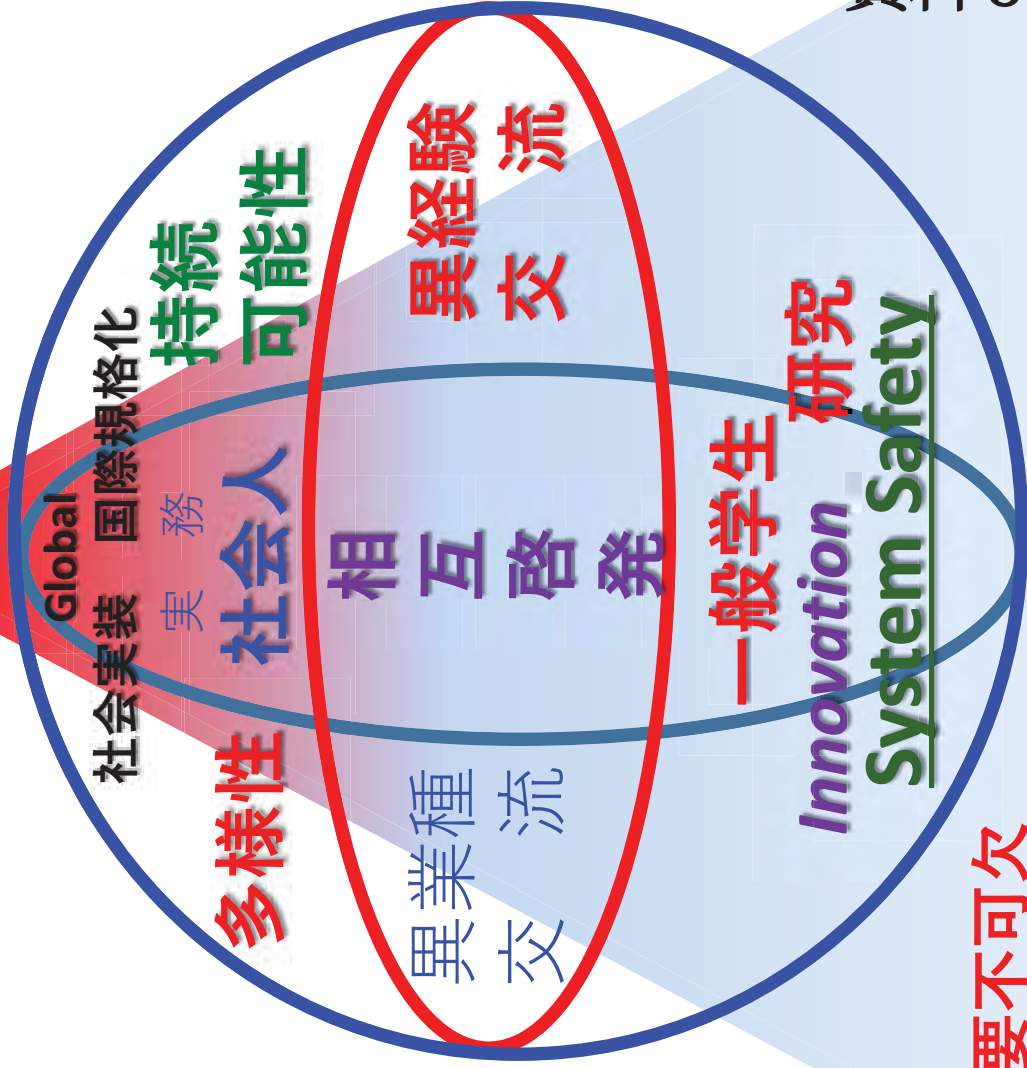 Global
社会実装 国際規格化
実務
持続
可能性
多様性
社会人
異業種
交流
相
互
啓
発
異経験
交流
一般学生
研究
Innovation
System Safety
要不可欠